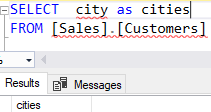 SELECT city as cities
FROM [Sales].[Customers]
Results Messages
cities